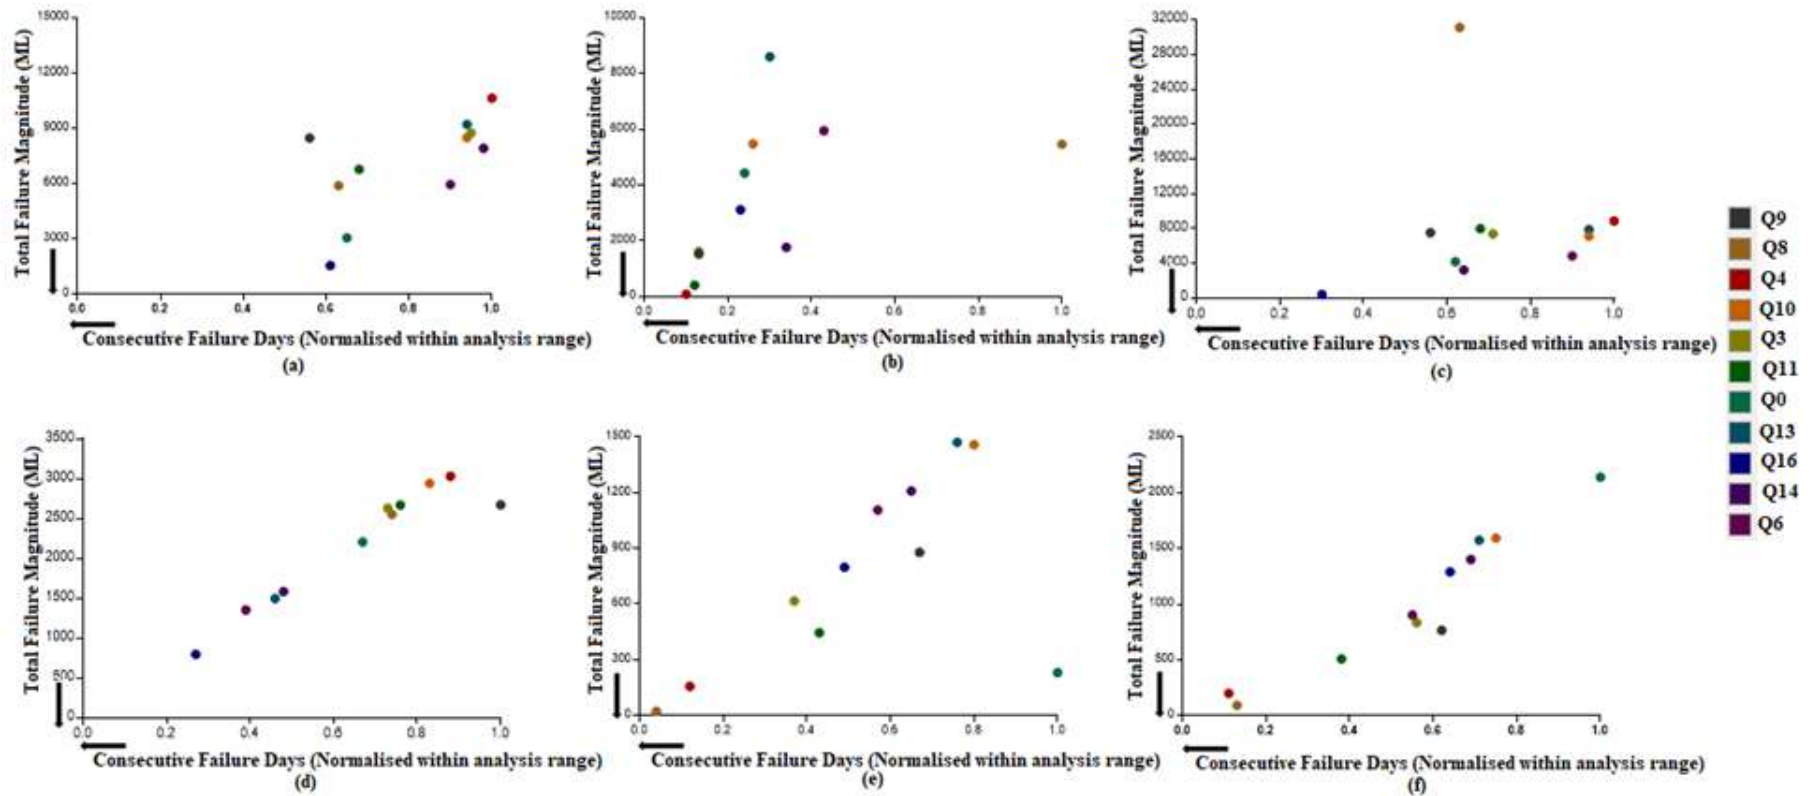 15000
12000
9000
6000
3000
0
Total Failure Magnitude (ML)
0.0 0.2 0.4 0.6 0.8 1.0
Consecutive Failure Days (Normalised within analysis range)
(a)
10000
8000
6000
4000
2000
0
Total Failure Magnitude (ML)
0.0 0.2 0.4 0.6 0.8 1.0
Consecutive Failure Days (Normalised within analysis range)
(b)
32000
28000
24000
20000
16000
12000
8000
4000
0
Total Failure Magnitude (ML)
0.0 0.2 0.4 0.6 0.8 1.0
Consecutive Failure Days (Normalised within analysis range)
(c)
Q9
Q8
Q4
Q10
Q3
Q11
Q0
Q13
Q16
Q14
Q6
3500
3000
2500
2000
1500
1000
500
0
Total Failure Magnitude (ML)
0.0 0.2 0.4 0.6 0.8 1.0
Consecutive Failure Days (Normalised within analysis range)
(d)
1500
1200
900
600
300
0
Total Failure Magnitude (ML)
0.0 0.2 0.4 0.6 0.8 1.0
Consecutive Failure Days (Normalised within analysis range)
(e)
2500
2000
1500
1000
500
0
Total Failure Magnitude (ML)
0.0 0.2 0.4 0.6 0.8 1.0
Consecutive Failure Days (Normalised within analysis range)
(f)